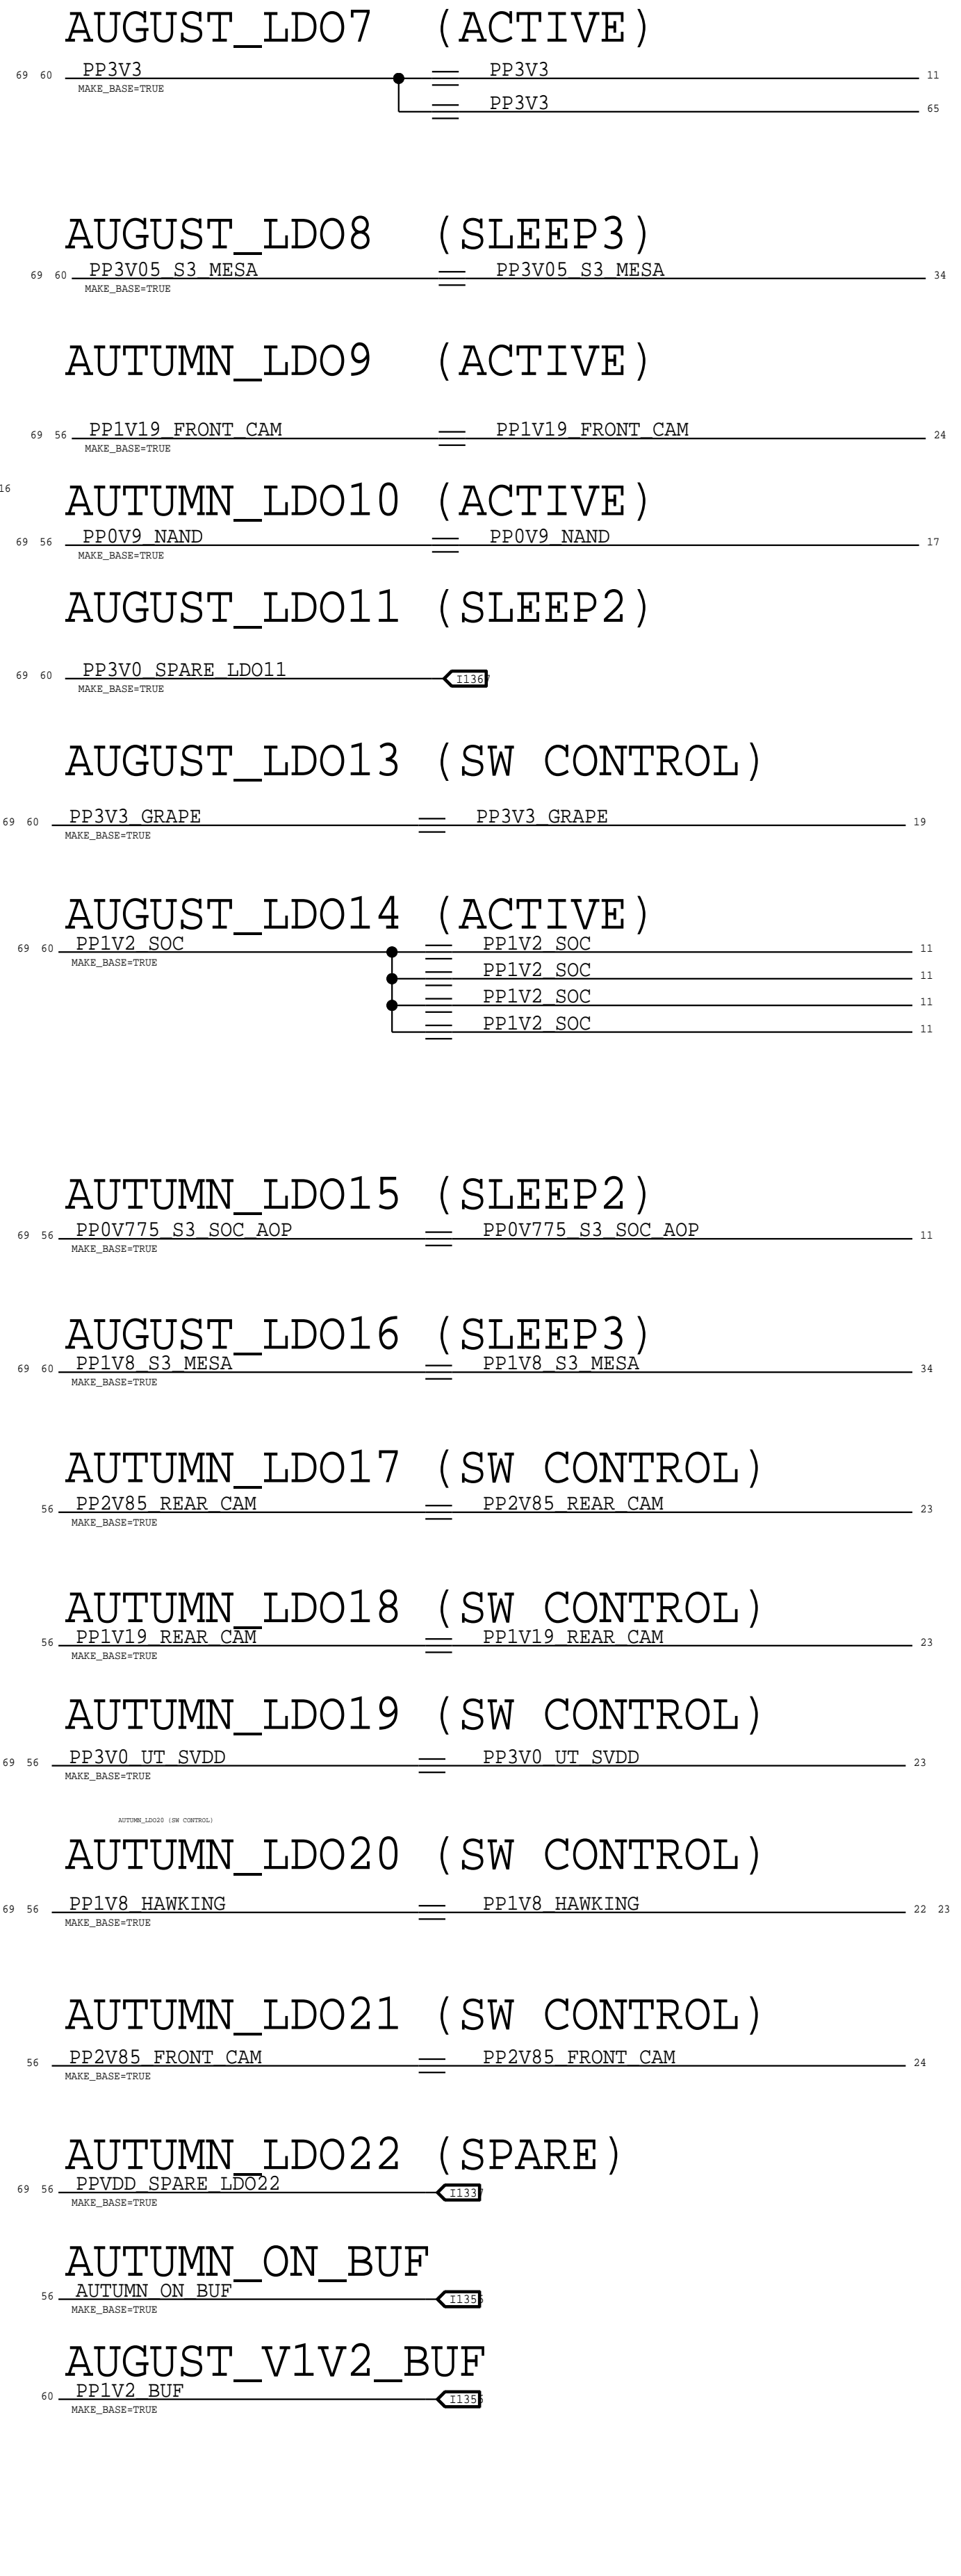 AUGUST_LDO7 (ACTIVE)
69 60 PP3V3 PP3V3 11
MAKE_BASE=TRUE
PP3V3 65
AUGUST_LDO8 (SLEEP3)
69 60 PP3V05_S3_MESA PP3V05_S3_MESA 34
MAKE_BASE=TRUE
AUTUMN_LDO9 (ACTIVE)
69 56 PP1V19_FRONT_CAM PP1V19_FRONT_CAM 24
MAKE_BASE=TRUE
16
AUTUMN_LDO10 (ACTIVE)
69 56 PP0V9_NAND PP0V9_NAND 17
MAKE_BASE=TRUE
AUGUST_LDO11 (SLEEP2)
69 60 PP3V0_SPARE_LDO11
MAKE_BASE=TRUE
AUGUST_LDO13 (SW CONTROL)
69 60 PP3V3_GRAPE PP3V3_GRAPE 19
MAKE_BASE=TRUE
AUGUST_LDO14 (ACTIVE)
69 60 PP1V2_SOC PP1V2_SOC 11
MAKE_BASE=TRUE
PP1V2_SOC 11
PP1V2_SOC 11
PP1V2_SOC 11
AUTUMN_LDO15 (SLEEP2)
69 56 PP0V775_S3_SOC_AOP PP0V775_S3_SOC_AOP 11
MAKE_BASE=TRUE
AUGUST_LDO16 (SLEEP3)
69 60 PP1V8_S3_MESA PP1V8_S3_MESA 34
MAKE_BASE=TRUE
AUTUMN_LDO17 (SW CONTROL)
56 PP2V85_REAR_CAM PP2V85_REAR_CAM 23
MAKE_BASE=TRUE
AUTUMN_LDO18 (SW CONTROL)
56 PP1V19_REAR_CAM PP1V19_REAR_CAM 23
MAKE_BASE=TRUE
AUTUMN_LDO19 (SW CONTROL)
69 56 PP3V0_UT_SVDD PP3V0_UT_SVDD 23
MAKE_BASE=TRUE
AUTUMN_LDO20 (SW CONTROL)
AUTUMN_LDO20 (SW CONTROL)
69 56 PP1V8_HAWKING PP1V8_HAWKING 22 23
MAKE_BASE=TRUE
AUTUMN_LDO21 (SW CONTROL)
56 PP2V85_FRONT_CAM PP2V85_FRONT_CAM 24
MAKE_BASE=TRUE
AUTUMN_LDO22 (SPARE)
69 56 PPVDD_SPARE_LDO22
MAKE_BASE=TRUE
AUTUMN_ON_BUF
56 AUTUMN_ON_BUF
MAKE_BASE=TRUE
AUGUST_V1V2_BUF
60 PP1V2_BUF
MAKE_BASE=TRUE